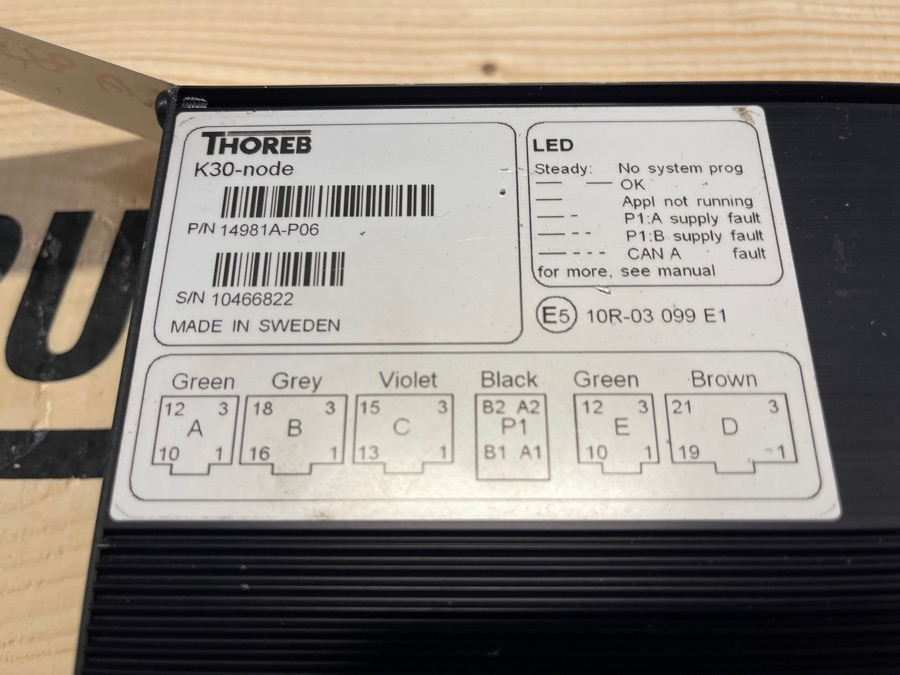 THOREB
K30-node
P/N 14981A-P06
S/N 10466822
MADE IN SWEDEN
LED
Steady: No system prog
OK
Appl not running
P1:A supply fault
P1:B supply fault
CAN A fault
for more, see manual
E5 10R-03 099 E1
Green Grey Violet Black Green Brown
12 3 18 3 15 3 B2 A2 12 3 21 3
A B C P1 E D
10 1 16 1 13 1 B1 A1 10 1 19 1